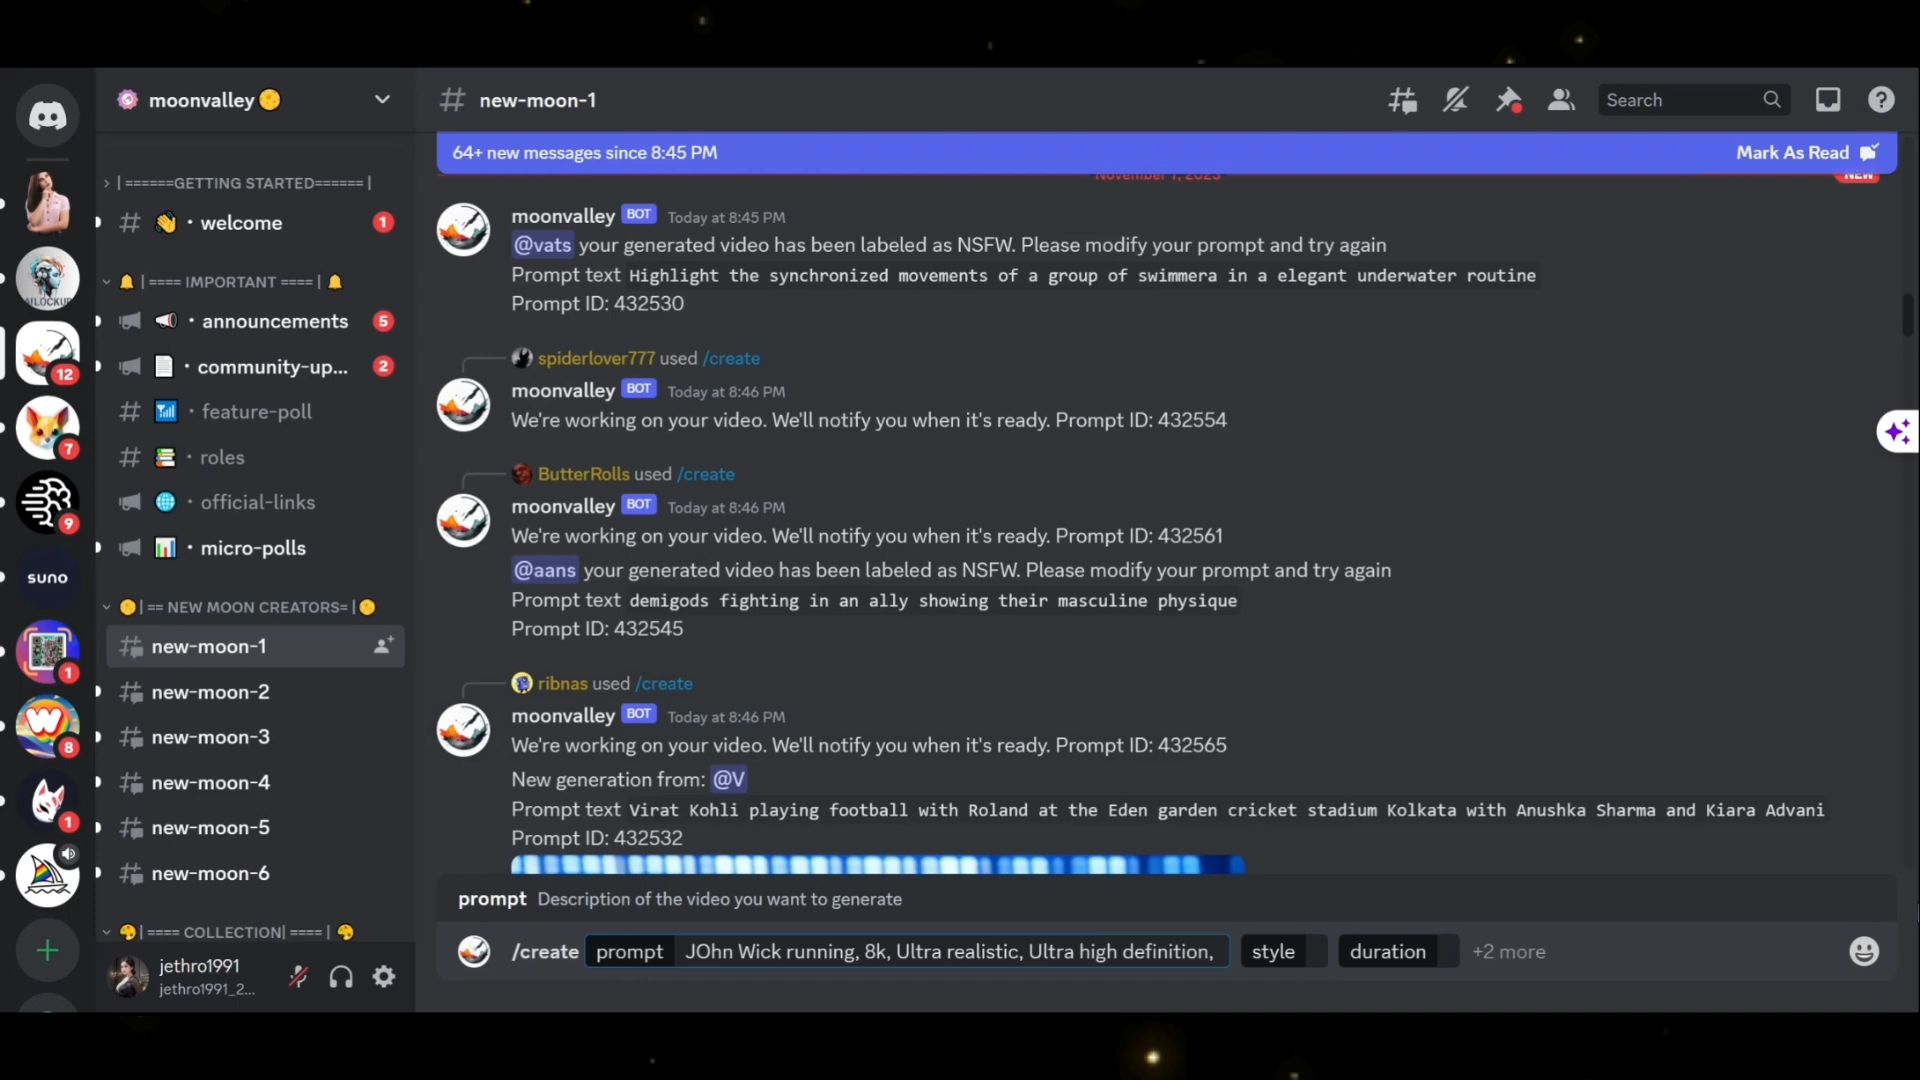 moonvalley
|======GETTING STARTED======|
welcome
1
|==== IMPORTANT ====|
announcements
5
community-up...
2
feature-poll
roles
official-links
micro-polls
|== NEW MOON CREATORS=|
new-moon-1
new-moon-2
new-moon-3
new-moon-4
new-moon-5
new-moon-6
|==== COLLECTION| ====|
jethro1991
jethro1991_2...
AILOCKUP
12
7
9
suno
1
W
8
1
new-moon-1
Search
64+ new messages since 8:45 PM
Mark As Read
November 1, 2023
NEW
moonvalley BOT Today at 8:45 PM
@vats your generated video has been labeled as NSFW. Please modify your prompt and try again
Prompt text Highlight the synchronized movements of a group of swimmera in a elegant underwater routine
Prompt ID: 432530
spiderlover777 used /create
moonvalley BOT Today at 8:46 PM
We're working on your video. We'll notify you when it's ready. Prompt ID: 432554
ButterRolls used /create
moonvalley BOT Today at 8:46 PM
We're working on your video. We'll notify you when it's ready. Prompt ID: 432561
@aans your generated video has been labeled as NSFW. Please modify your prompt and try again
Prompt text demigods fighting in an ally showing their masculine physique
Prompt ID: 432545
ribnas used /create
moonvalley BOT Today at 8:46 PM
We're working on your video. We'll notify you when it's ready. Prompt ID: 432565
New generation from: @V
Prompt text Virat Kohli playing football with Roland at the Eden garden cricket stadium Kolkata with Anushka Sharma and Kiara Advani
Prompt ID: 432532
prompt Description of the video you want to generate
/create prompt JOhn Wick running, 8k, Ultra realistic, Ultra high definition, style duration +2 more